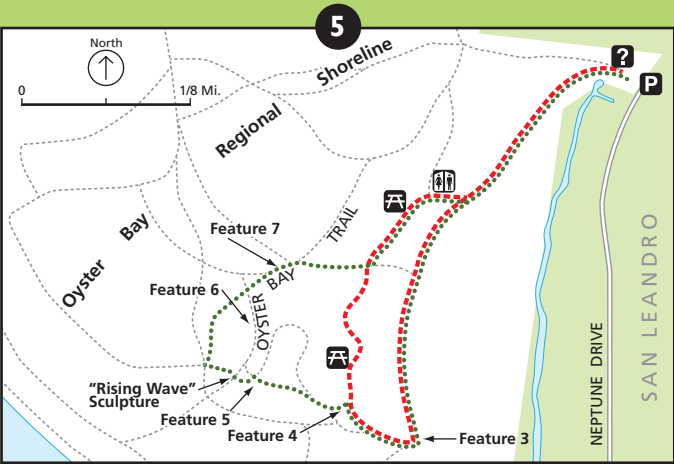 5
North
0 1/8 Mi.
Regional
Shoreline
?
P
Oyster
Bay
Feature 7
TRAIL
BAY
OYSTER
Feature 6
"Rising Wave"
Sculpture
Feature 5
Feature 4
Feature 3
NEPTUNE DRIVE
SAN LEANDRO